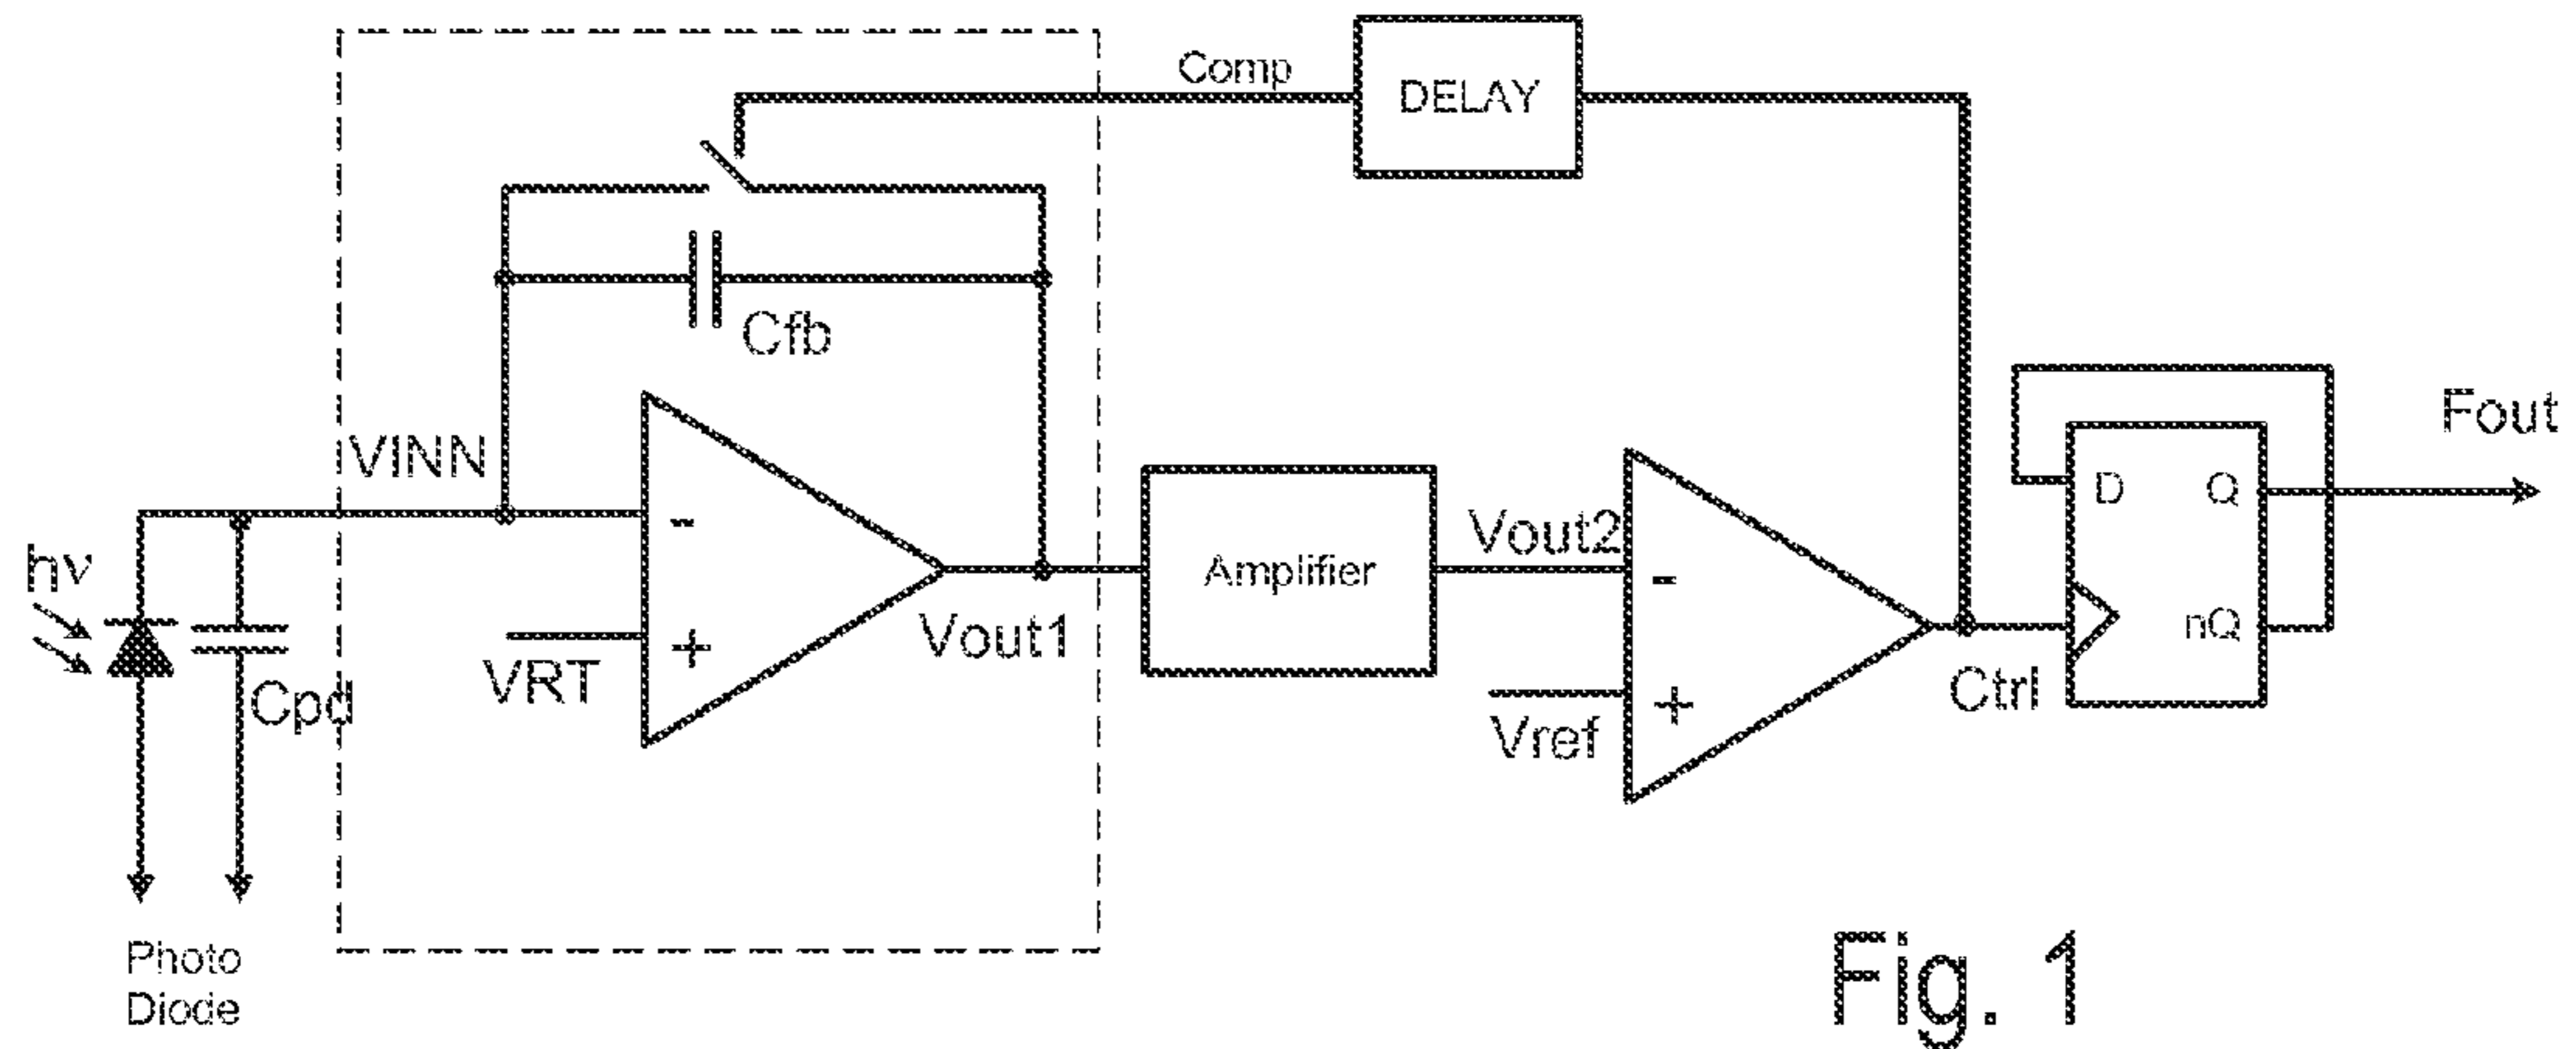 Comp
DELAY
Cfb
VINN
Fout
D
Q
hν
-
Vout2
-
Amplifier
nQ
+
VRT
Vout1
Cpd
+
Vref
Ctrl
Photo
Diode
Fig. 1